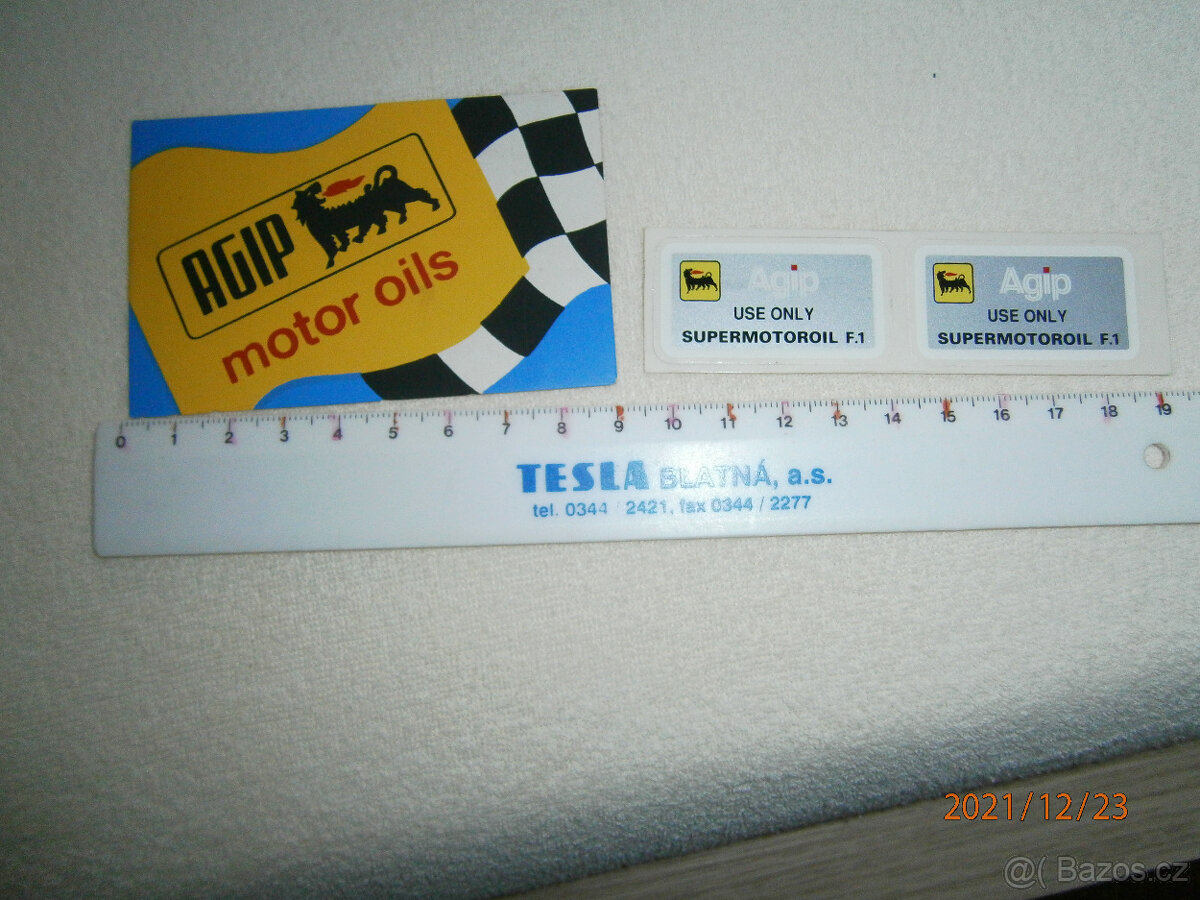 AGIP
motor oils
Agip
USE ONLY
SUPERMOTOROIL F.1
Agip
USE ONLY
SUPERMOTOROIL F.1
0 1 2 3 4 5 6 7 8 9 10 11 12 13 14 15 16 17 18 19
TESLA BLATNÁ, a.s.
tel. 0344 / 2421, fax 0344 / 2277
2021/12/23
@( Bazos.cz